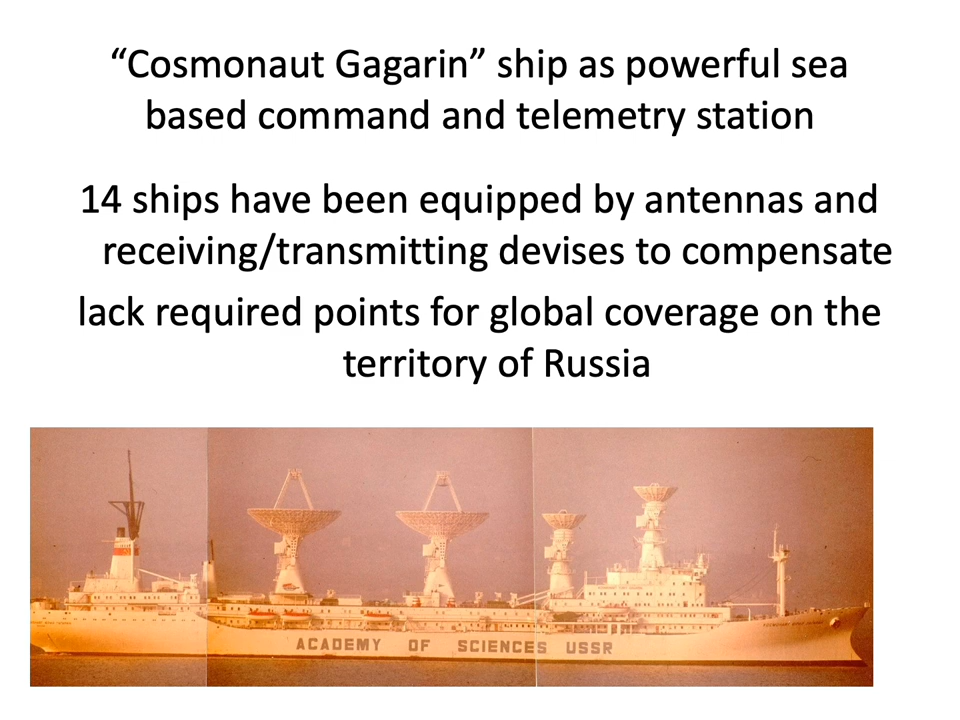 “Cosmonaut Gagarin” ship as powerful sea
based command and telemetry station
14 ships have been equipped by antennas and
receiving/transmitting devises to compensate
lack required points for global coverage on the
territory of Russia
ACADEMY OF SCIENCES USSR